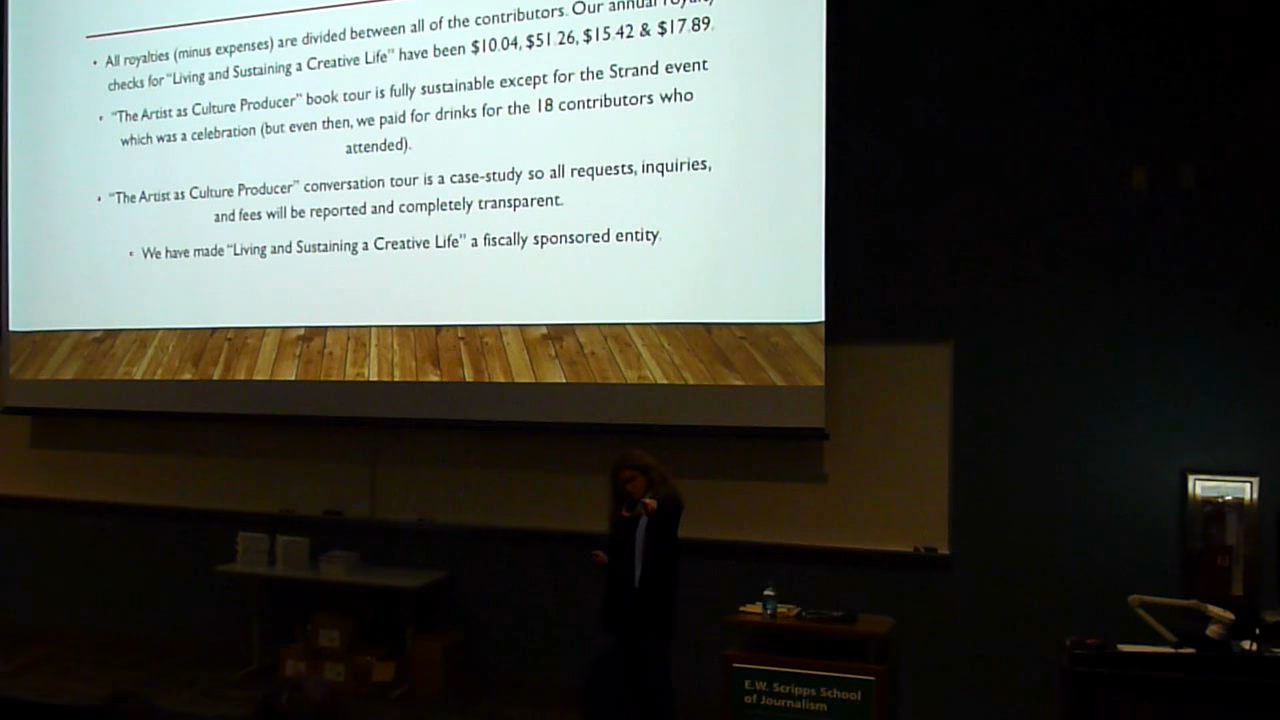 • All royalties (minus expenses) are divided between all of the contributors. Our annual royalty
checks for "Living and Sustaining a Creative Life" have been $10.04, $51.26, $15.42 & $17.89.
• "The Artist as Culture Producer" book tour is fully sustainable except for the Strand event
which was a celebration (but even then, we paid for drinks for the 18 contributors who
attended).
• "The Artist as Culture Producer" conversation tour is a case-study so all requests, inquiries,
and fees will be reported and completely transparent.
• We have made "Living and Sustaining a Creative Life" a fiscally sponsored entity.
E.W. Scripps School
of Journalism